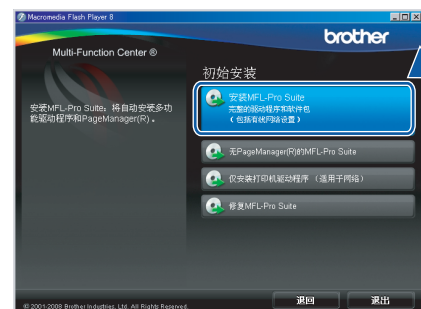 Macromedia Flash Player 8
brother
Multi-Function Center ®
初始安装
安装MFL-Pro Suite：将自动安装多功
能驱动程序和PageManager(R)。
安装MFL-Pro Suite
完整的驱动程序和软件包
（包括有线网络设置）
无PageManager(R)的MFL-Pro Suite
仅安装打印机驱动程序 （适用于网络）
修复MFL-Pro Suite
© 2001-2008 Brother Industries, Ltd. All Rights Reserved.
退回
退出